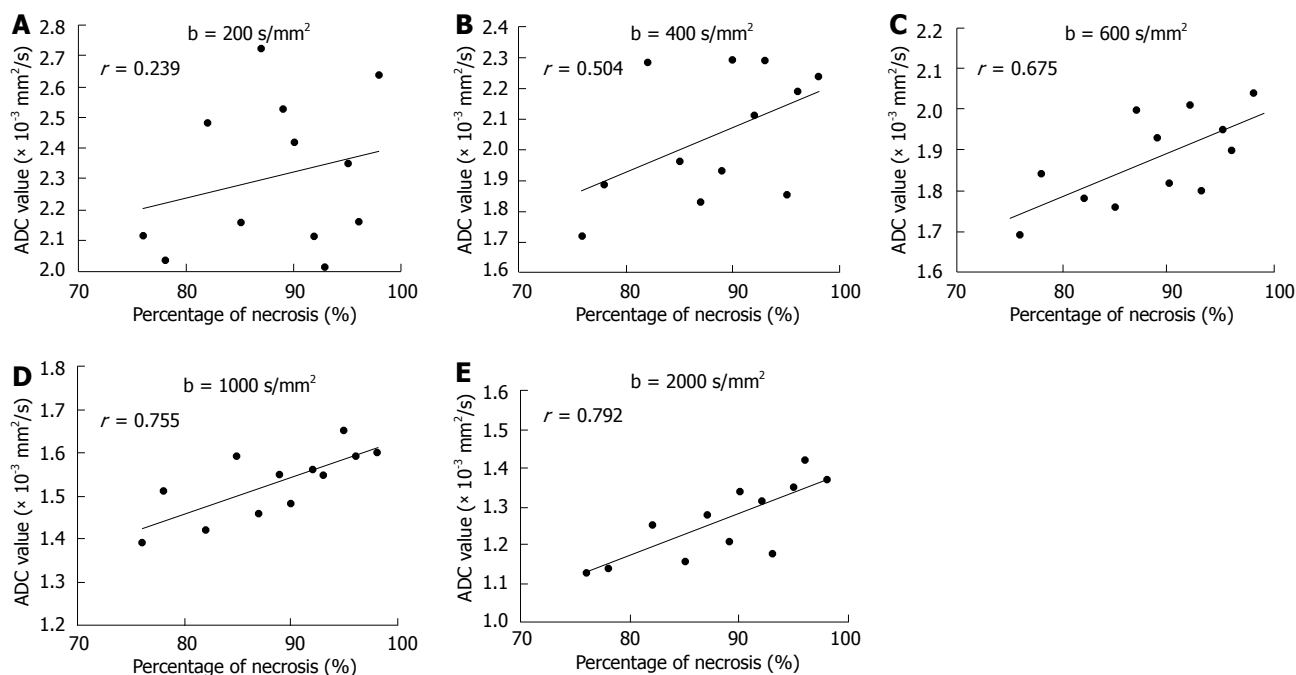 A
b = 200 s/mm²
r = 0.239
ADC value (× 10⁻³ mm²/s)
2.8
2.7
2.6
2.5
2.4
2.3
2.2
2.1
2.0
70 80 90 100
Percentage of necrosis (%)
B
b = 400 s/mm²
r = 0.504
ADC value (× 10⁻³ mm²/s)
2.4
2.3
2.2
2.1
2.0
1.9
1.8
1.7
1.6
70 80 90 100
Percentage of necrosis (%)
C
b = 600 s/mm²
r = 0.675
ADC value (× 10⁻³ mm²/s)
2.2
2.1
2.0
1.9
1.8
1.7
1.6
70 80 90 100
Percentage of necrosis (%)
D
b = 1000 s/mm²
r = 0.755
ADC value (× 10⁻³ mm²/s)
1.8
1.7
1.6
1.5
1.4
1.3
1.2
70 80 90 100
Percentage of necrosis (%)
E
b = 2000 s/mm²
r = 0.792
ADC value (× 10⁻³ mm²/s)
1.6
1.5
1.4
1.3
1.2
1.1
1.0
70 80 90 100
Percentage of necrosis (%)